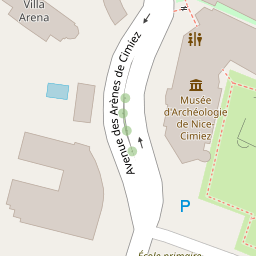 Villa
Arena
Avenue des Arènes de Cimiez
Musée
d'Archéologie
de Nice-
Cimiez
P
École primaire